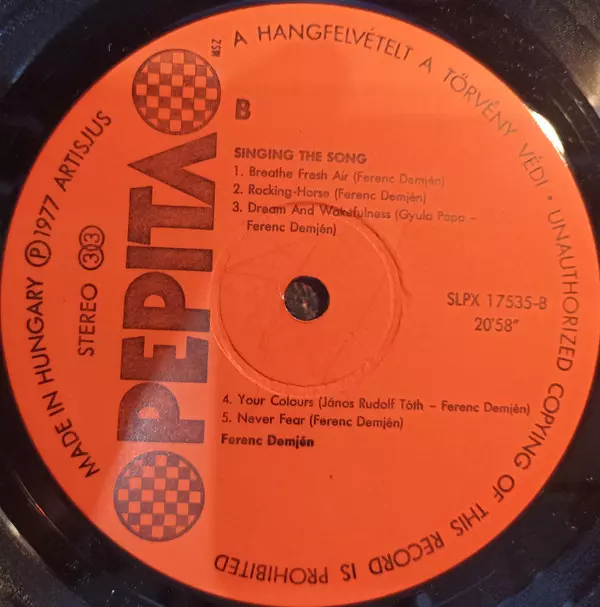 A HANGFELVÉTELT A TÖRVÉNY VÉDI • UNAUTHORIZED COPYING OF THIS RECORD IS PROHIBITED
MADE IN HUNGARY Ⓟ 1977 ARTISJUS
STEREO 33
PEPITA
MSZ
B
SINGING THE SONG
1. Breathe Fresh Air (Ferenc Demjén)
2. Rocking-Horse (Ferenc Demjén)
3. Dream And Wakefulness (Gyula Papp –
Ferenc Demjén)
SLPX 17535-B
20'58"
4. Your Colours (János Rudolf Tóth – Ferenc Demjén)
5. Never Fear (Ferenc Demjén)
Ferenc Demjén